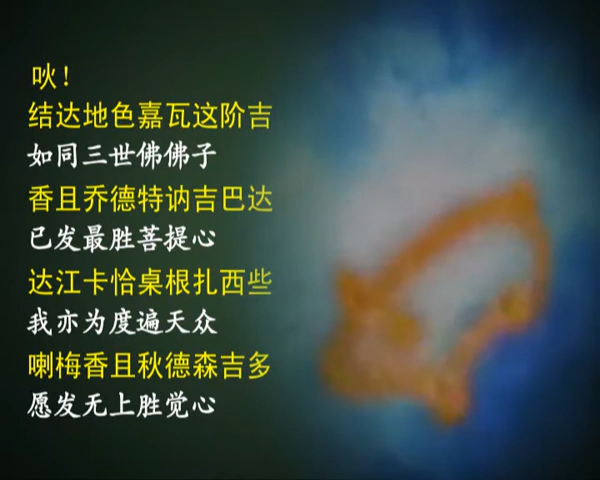 吙！
结达地色嘉瓦这阶吉
如同三世佛佛子
香且乔德特讷吉巴达
已发最胜菩提心
达江卡恰桌根扎西些
我亦为度遍天众
喇梅香且秋德森吉多
愿发无上胜觉心